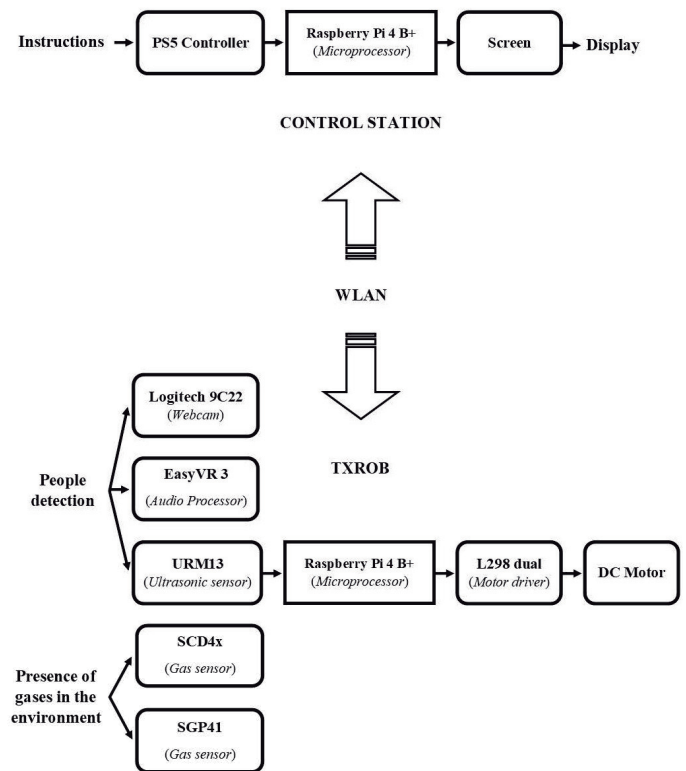 Instructions
PS5 Controller
Raspberry Pi 4 B+
(Microprocessor)
Screen
Display
CONTROL STATION
WLAN
TXROB
Logitech 9C22
(Webcam)
People
detection
EasyVR 3
(Audio Processor)
URM13
(Ultrasonic sensor)
Raspberry Pi 4 B+
(Microprocessor)
L298 dual
(Motor driver)
DC Motor
Presence of
gases in the
environment
SCD4x
(Gas sensor)
SGP41
(Gas sensor)